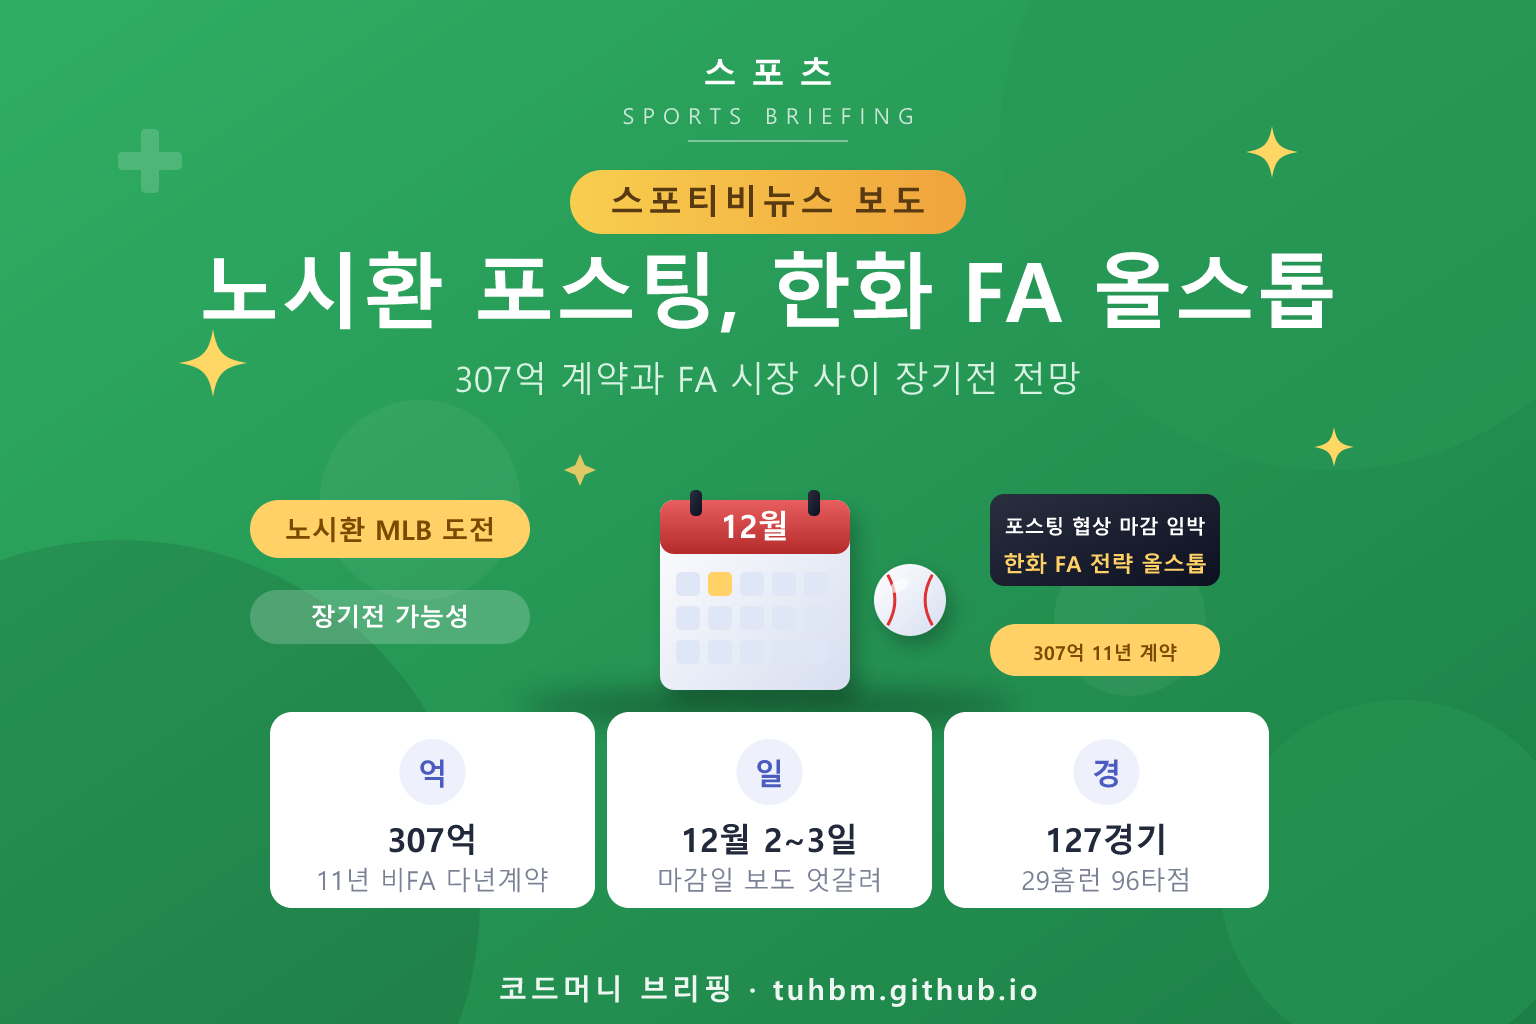 스포츠
SPORTS BRIEFING
스포티비뉴스 보도
노시환 포스팅, 한화 FA 올스톱
307억 계약과 FA 시장 사이 장기전 전망
노시환 MLB 도전
장기전 가능성
12월
포스팅 협상 마감 임박
한화 FA 전략 올스톱
307억 11년 계약
억
307억
11년 비FA 다년계약
일
12월 2~3일
마감일 보도 엇갈려
경
127경기
29홈런 96타점
코드머니 브리핑 · tuhbm.github.io